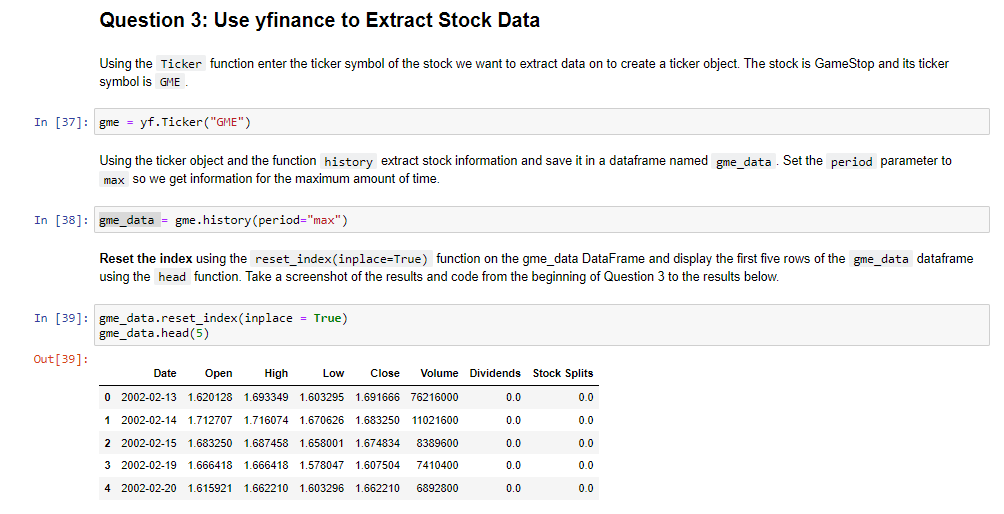 Question 3: Use yfinance to Extract Stock Data
Using the Ticker function enter the ticker symbol of the stock we want to extract data on to create a ticker object. The stock is GameStop and its ticker
symbol is GME .
In [37]: gme = yf.Ticker("GME")
Using the ticker object and the function history extract stock information and save it in a dataframe named gme_data . Set the period parameter to
max so we get information for the maximum amount of time.
In [38]: gme_data = gme.history(period="max")
Reset the index using the reset_index(inplace=True) function on the gme_data DataFrame and display the first five rows of the gme_data dataframe
using the head function. Take a screenshot of the results and code from the beginning of Question 3 to the results below.
In [39]: gme_data.reset_index(inplace = True)
gme_data.head(5)
Out[39]:
Date Open High Low Close Volume Dividends Stock Splits
0 2002-02-13 1.620128 1.693349 1.603295 1.691666 76216000 0.0 0.0
1 2002-02-14 1.712707 1.716074 1.670626 1.683250 11021600 0.0 0.0
2 2002-02-15 1.683250 1.687458 1.658001 1.674834 8389600 0.0 0.0
3 2002-02-19 1.666418 1.666418 1.578047 1.607504 7410400 0.0 0.0
4 2002-02-20 1.615921 1.662210 1.603296 1.662210 6892800 0.0 0.0